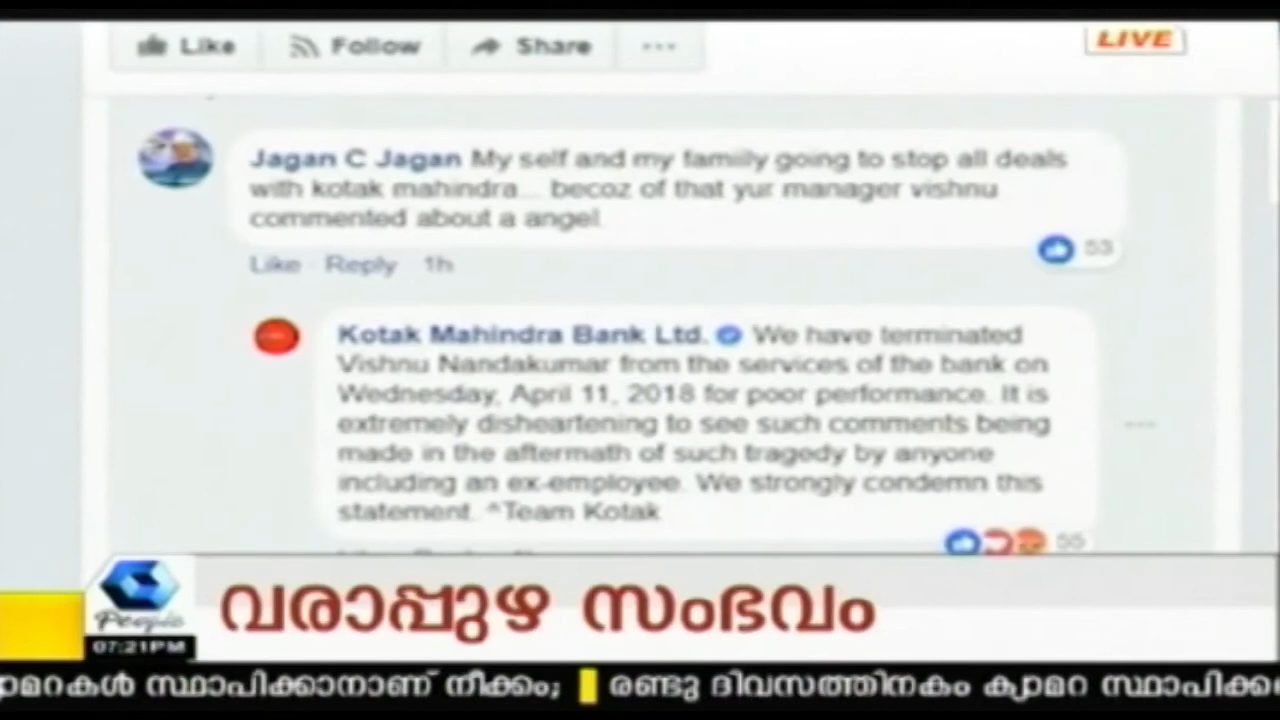 Like Follow Share ...
LIVE
Jagan C Jagan My self and my familly going to stop all deals
with kotak mahindra... becoz of that yur manager vishnu
commented about a angel.
53
Like · Reply · 1h
Kotak Mahindra Bank Ltd. We have terminated
Vishnu Nandakumar from the services of the bank on
Wednesday, April 11, 2018 for poor performance. It is
extremely disheartening to see such comments being
made in the aftermath of such tragedy by anyone
including an ex-employee. We strongly condemn this
statement. ^Team Kotak
55
People
07:21PM
വരാപ്പുഴ സംഭവം
സ്ഥാപിക്കാനാണ് നീക്കം; രണ്ടു ദിവസത്തിനകം ക്യാമറ